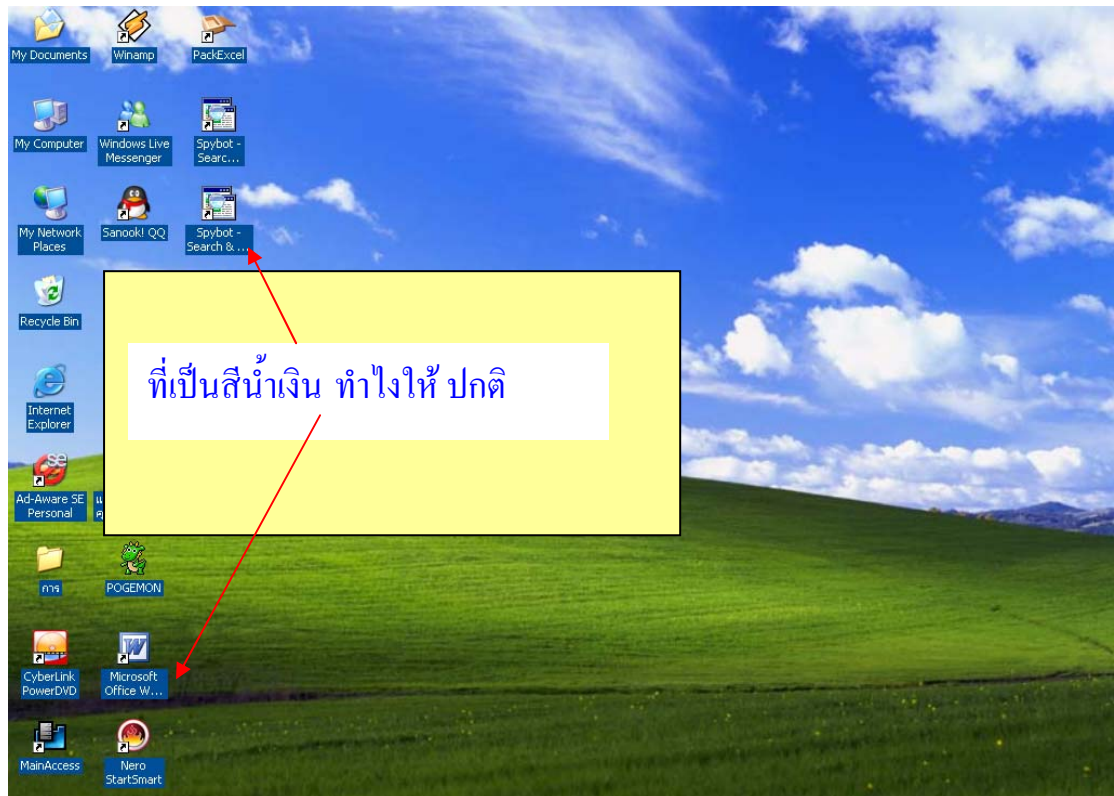 My Documents
Winamp
PackExcel
My Computer
Windows Live
Messenger
Spybot -
Searc...
My Network
Places
Sanook! QQ
Spybot -
Search & ...
Recycle Bin
ที่เป็นสีน้ำเงิน ทำไงให้ ปกติ
Internet
Explorer
Ad-Aware SE
Personal
การ
POGEMON
CyberLink
PowerDVD
Microsoft
Office W...
MainAccess
Nero
StartSmart